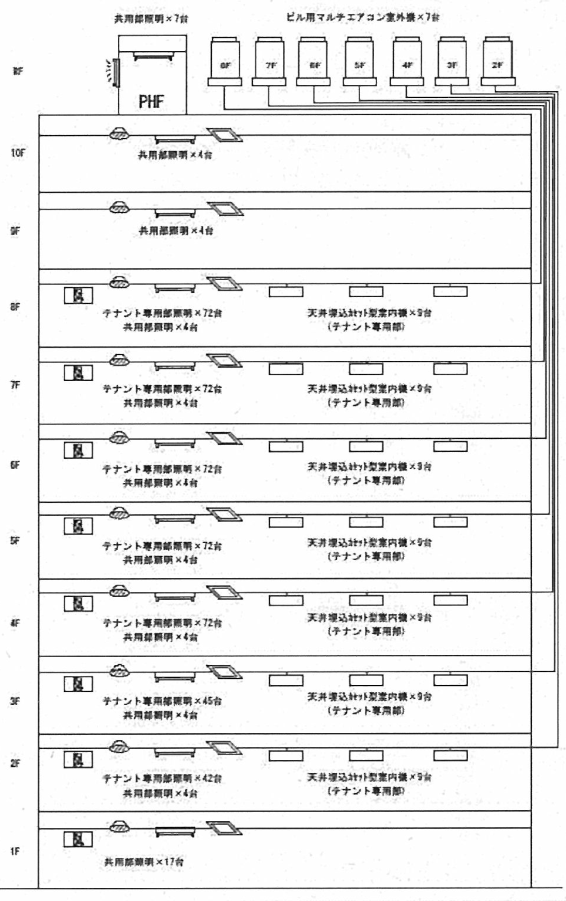 共用部照明×7台
ビル用マルチエアコン室外機×7台
8F
7F
6F
5F
4F
3F
2F
RF
PHF
10F
共用部照明×4台
9F
共用部照明×4台
8F
テナント専用部照明×72台
共用部照明×4台
天井埋込カセット型室内機×9台
(テナント専用部)
7F
テナント専用部照明×72台
共用部照明×4台
天井埋込カセット型室内機×9台
(テナント専用部)
6F
テナント専用部照明×72台
共用部照明×4台
天井埋込カセット型室内機×9台
(テナント専用部)
5F
テナント専用部照明×72台
共用部照明×4台
天井埋込カセット型室内機×9台
(テナント専用部)
4F
テナント専用部照明×72台
共用部照明×4台
天井埋込カセット型室内機×9台
(テナント専用部)
3F
テナント専用部照明×45台
共用部照明×4台
天井埋込カセット型室内機×9台
(テナント専用部)
2F
テナント専用部照明×42台
共用部照明×4台
天井埋込カセット型室内機×9台
(テナント専用部)
1F
共用部照明×17台